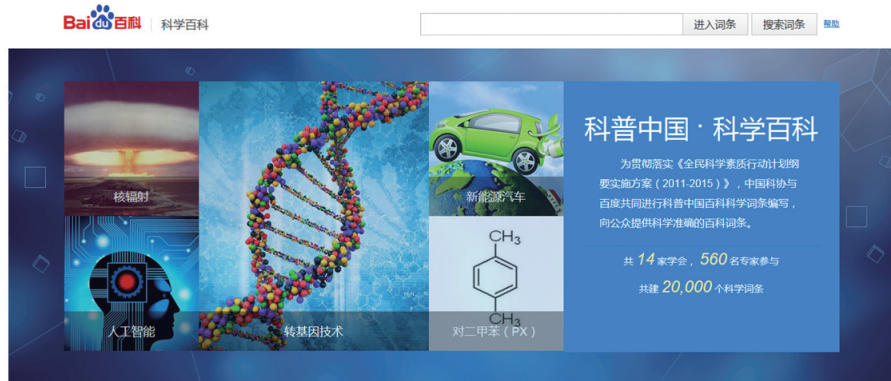 Bai du 百科 科学百科
进入词条 搜索词条 帮助
核辐射
人工智能
转基因技术
新能源汽车
CH₃
CH₃
对二甲苯（PX）
科普中国 · 科学百科
为贯彻落实《全民科学素质行动计划纲
要实施方案（2011-2015）》，中国科协与
百度共同进行科普中国百科科学词条编写，
向公众提供科学准确的百科词条。
共 14 家学会， 560 名专家参与
共建 20,000 个科学词条